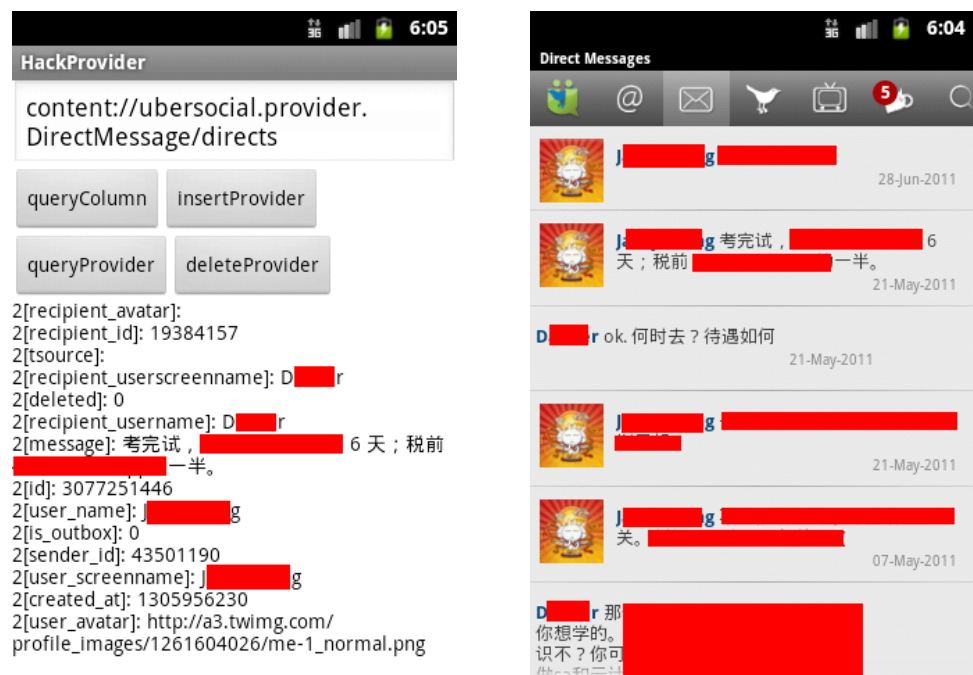 6:05
HackProvider
content://ubersocial.provider.
DirectMessage/directs
queryColumn insertProvider
queryProvider deleteProvider
2[recipient_avatar]:
2[recipient_id]: 19384157
2[tsource]:
2[recipient_userscreenname]: D r
2[deleted]: 0
2[recipient_username]: D r
2[message]: 考完试， 6 天；税前
一半。
2[id]: 3077251446
2[user_name]: J g
2[is_outbox]: 0
2[sender_id]: 43501190
2[user_screenname]: J g
2[created_at]: 1305956230
2[user_avatar]: http://a3.twimg.com/
profile_images/1261604026/me-1_normal.png
3G 6:04
Direct Messages
@ 5
J g
28-Jun-2011
Ja g 考完试， 6
天；税前 一半。
21-May-2011
D r ok. 何时去？待遇如何
21-May-2011
J g
21-May-2011
J g
关。
07-May-2011
D r 那
你想学的。
识不？你可